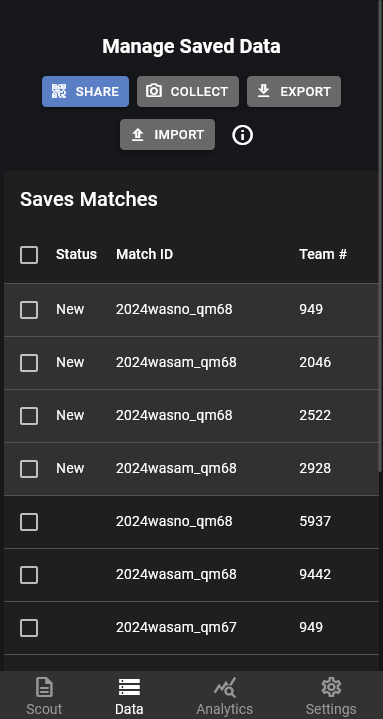 Manage Saved Data
SHARE COLLECT EXPORT
IMPORT
Saves Matches
Status Match ID Team #
New 2024wasno_qm68 949
New 2024wasam_qm68 2046
New 2024wasno_qm68 2522
New 2024wasam_qm68 2928
2024wasno_qm68 5937
2024wasam_qm68 9442
2024wasam_qm67 949
Scout Data Analytics Settings